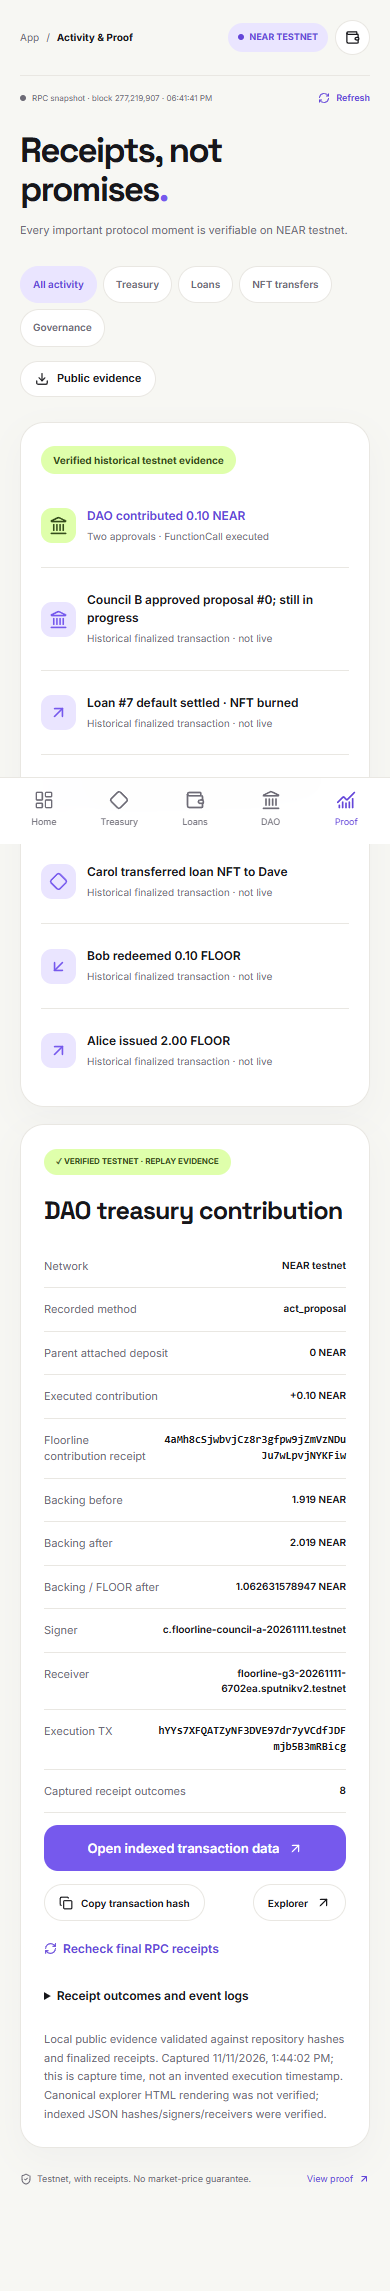 App / Activity & Proof
NEAR TESTNET
RPC snapshot · block 277,219,907 · 06:41:41 PM
Refresh
Receipts, not
promises.
Every important protocol moment is verifiable on NEAR testnet.
All activity
Treasury
Loans
NFT transfers
Governance
Public evidence
Verified historical testnet evidence
DAO contributed 0.10 NEAR
Two approvals · FunctionCall executed
Council B approved proposal #0; still in
progress
Historical finalized transaction · not live
Loan #7 default settled · NFT burned
Historical finalized transaction · not live
Home
Treasury
Loans
DAO
Proof
Carol transferred loan NFT to Dave
Historical finalized transaction · not live
Bob redeemed 0.10 FLOOR
Historical finalized transaction · not live
Alice issued 2.00 FLOOR
Historical finalized transaction · not live
✓ VERIFIED TESTNET · REPLAY EVIDENCE
DAO treasury contribution
Network
NEAR testnet
Recorded method
act_proposal
Parent attached deposit
0 NEAR
Executed contribution
+0.10 NEAR
Floorline
contribution receipt
4aMh8cSjwbvjCz8r3gfpw9jZmVzNDu
Ju7wLpvjNYKFiw
Backing before
1.919 NEAR
Backing after
2.019 NEAR
Backing / FLOOR after
1.062631578947 NEAR
Signer
c.floorline-council-a-20261111.testnet
Receiver
floorline-g3-20261111-
6702ea.sputnikv2.testnet
Execution TX
hYYs7XFQATZyNF3DVE97dr7yVCdfJDF
mjb5B3mRBicg
Captured receipt outcomes
8
Open indexed transaction data
Copy transaction hash
Explorer
Recheck final RPC receipts
Receipt outcomes and event logs
Local public evidence validated against repository hashes
and finalized receipts. Captured 11/11/2026, 1:44:02 PM;
this is capture time, not an invented execution timestamp.
Canonical explorer HTML rendering was not verified;
indexed JSON hashes/signers/receivers were verified.
Testnet, with receipts. No market-price guarantee.
View proof